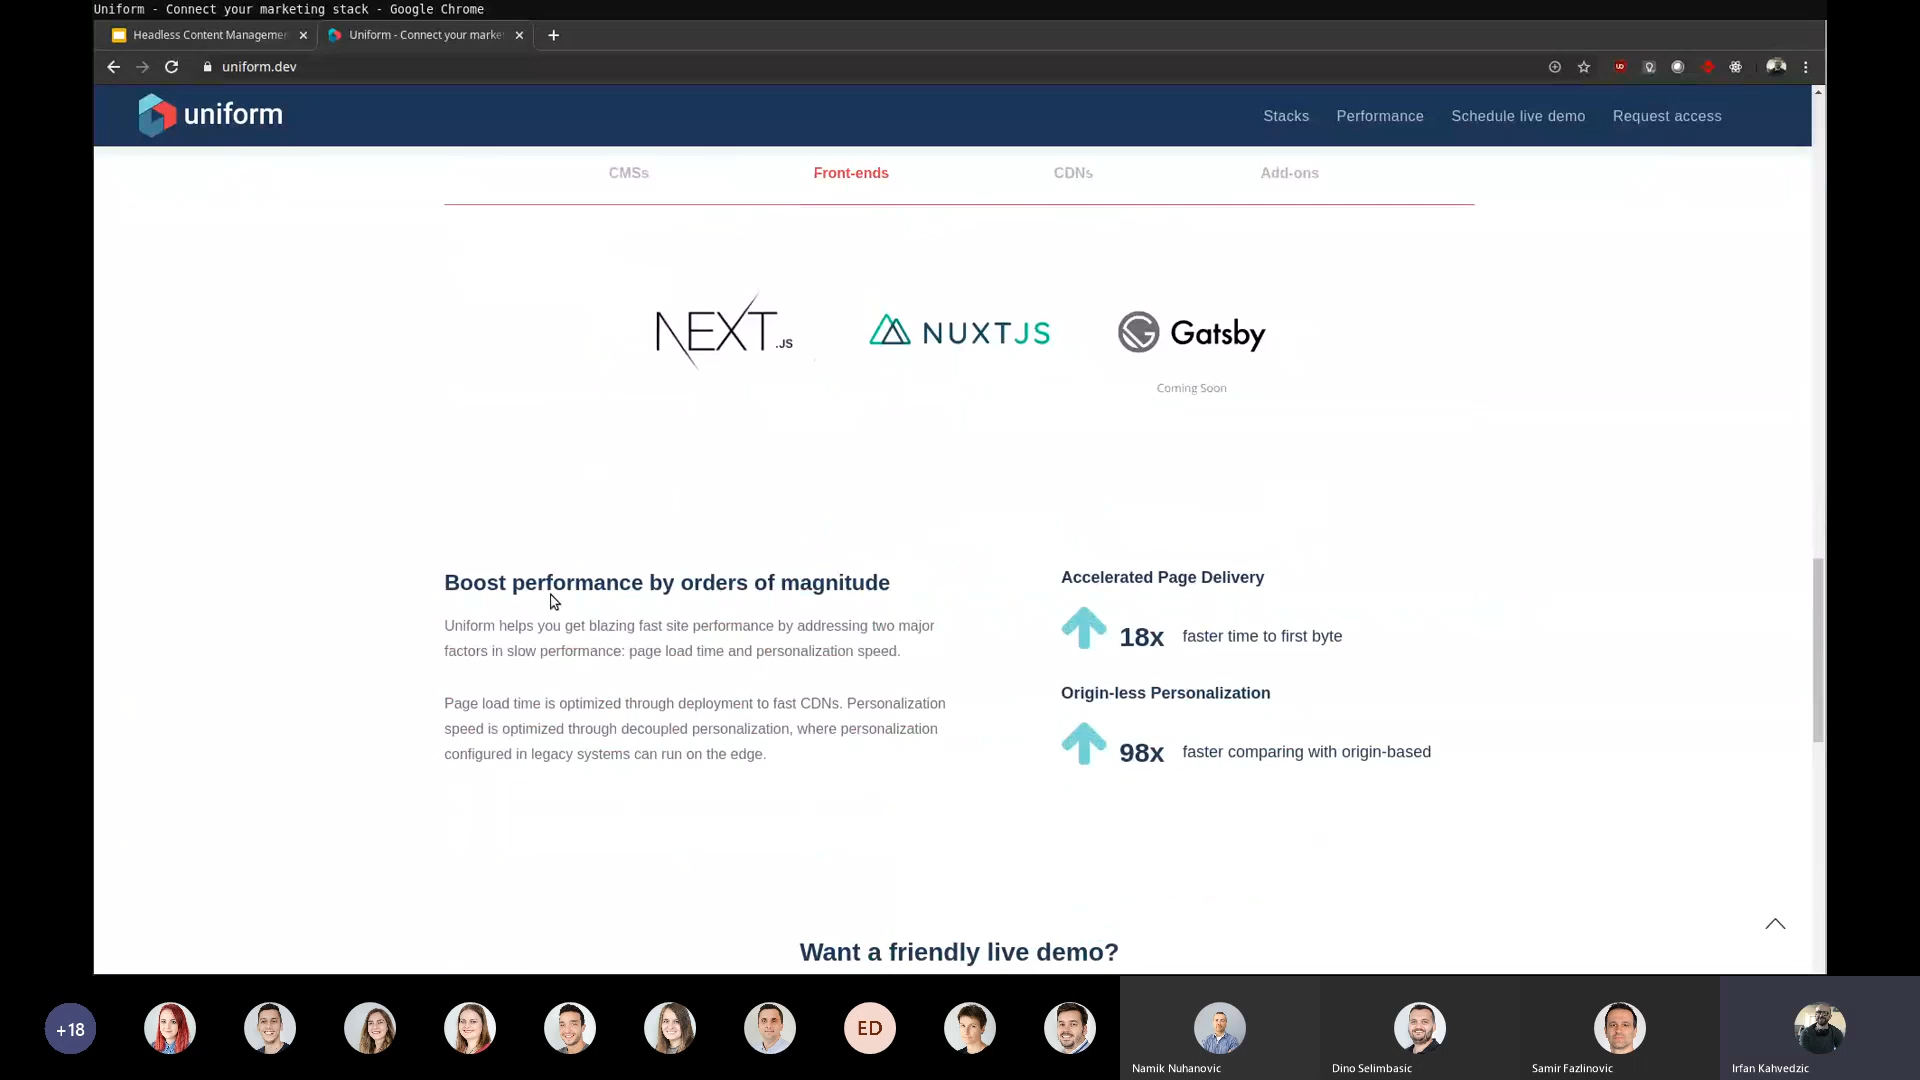 Uniform - Connect your marketing stack - Google Chrome
Headless Content Manageme
Uniform - Connect your marke
uniform.dev
uniform
Stacks
Performance
Schedule live demo
Request access
CMSs
Front-ends
CDNs
Add-ons
NEXT.JS
NUXTJS
Gatsby
Coming Soon
Boost performance by orders of magnitude
Uniform helps you get blazing fast site performance by addressing two major
factors in slow performance: page load time and personalization speed.
Page load time is optimized through deployment to fast CDNs. Personalization
speed is optimized through decoupled personalization, where personalization
configured in legacy systems can run on the edge.
Accelerated Page Delivery
18x faster time to first byte
Origin-less Personalization
98x faster comparing with origin-based
Want a friendly live demo?
+18
ED
Namik Nuhanovic
Dino Selimbasic
Samir Fazlinovic
Irfan Kahvedzic